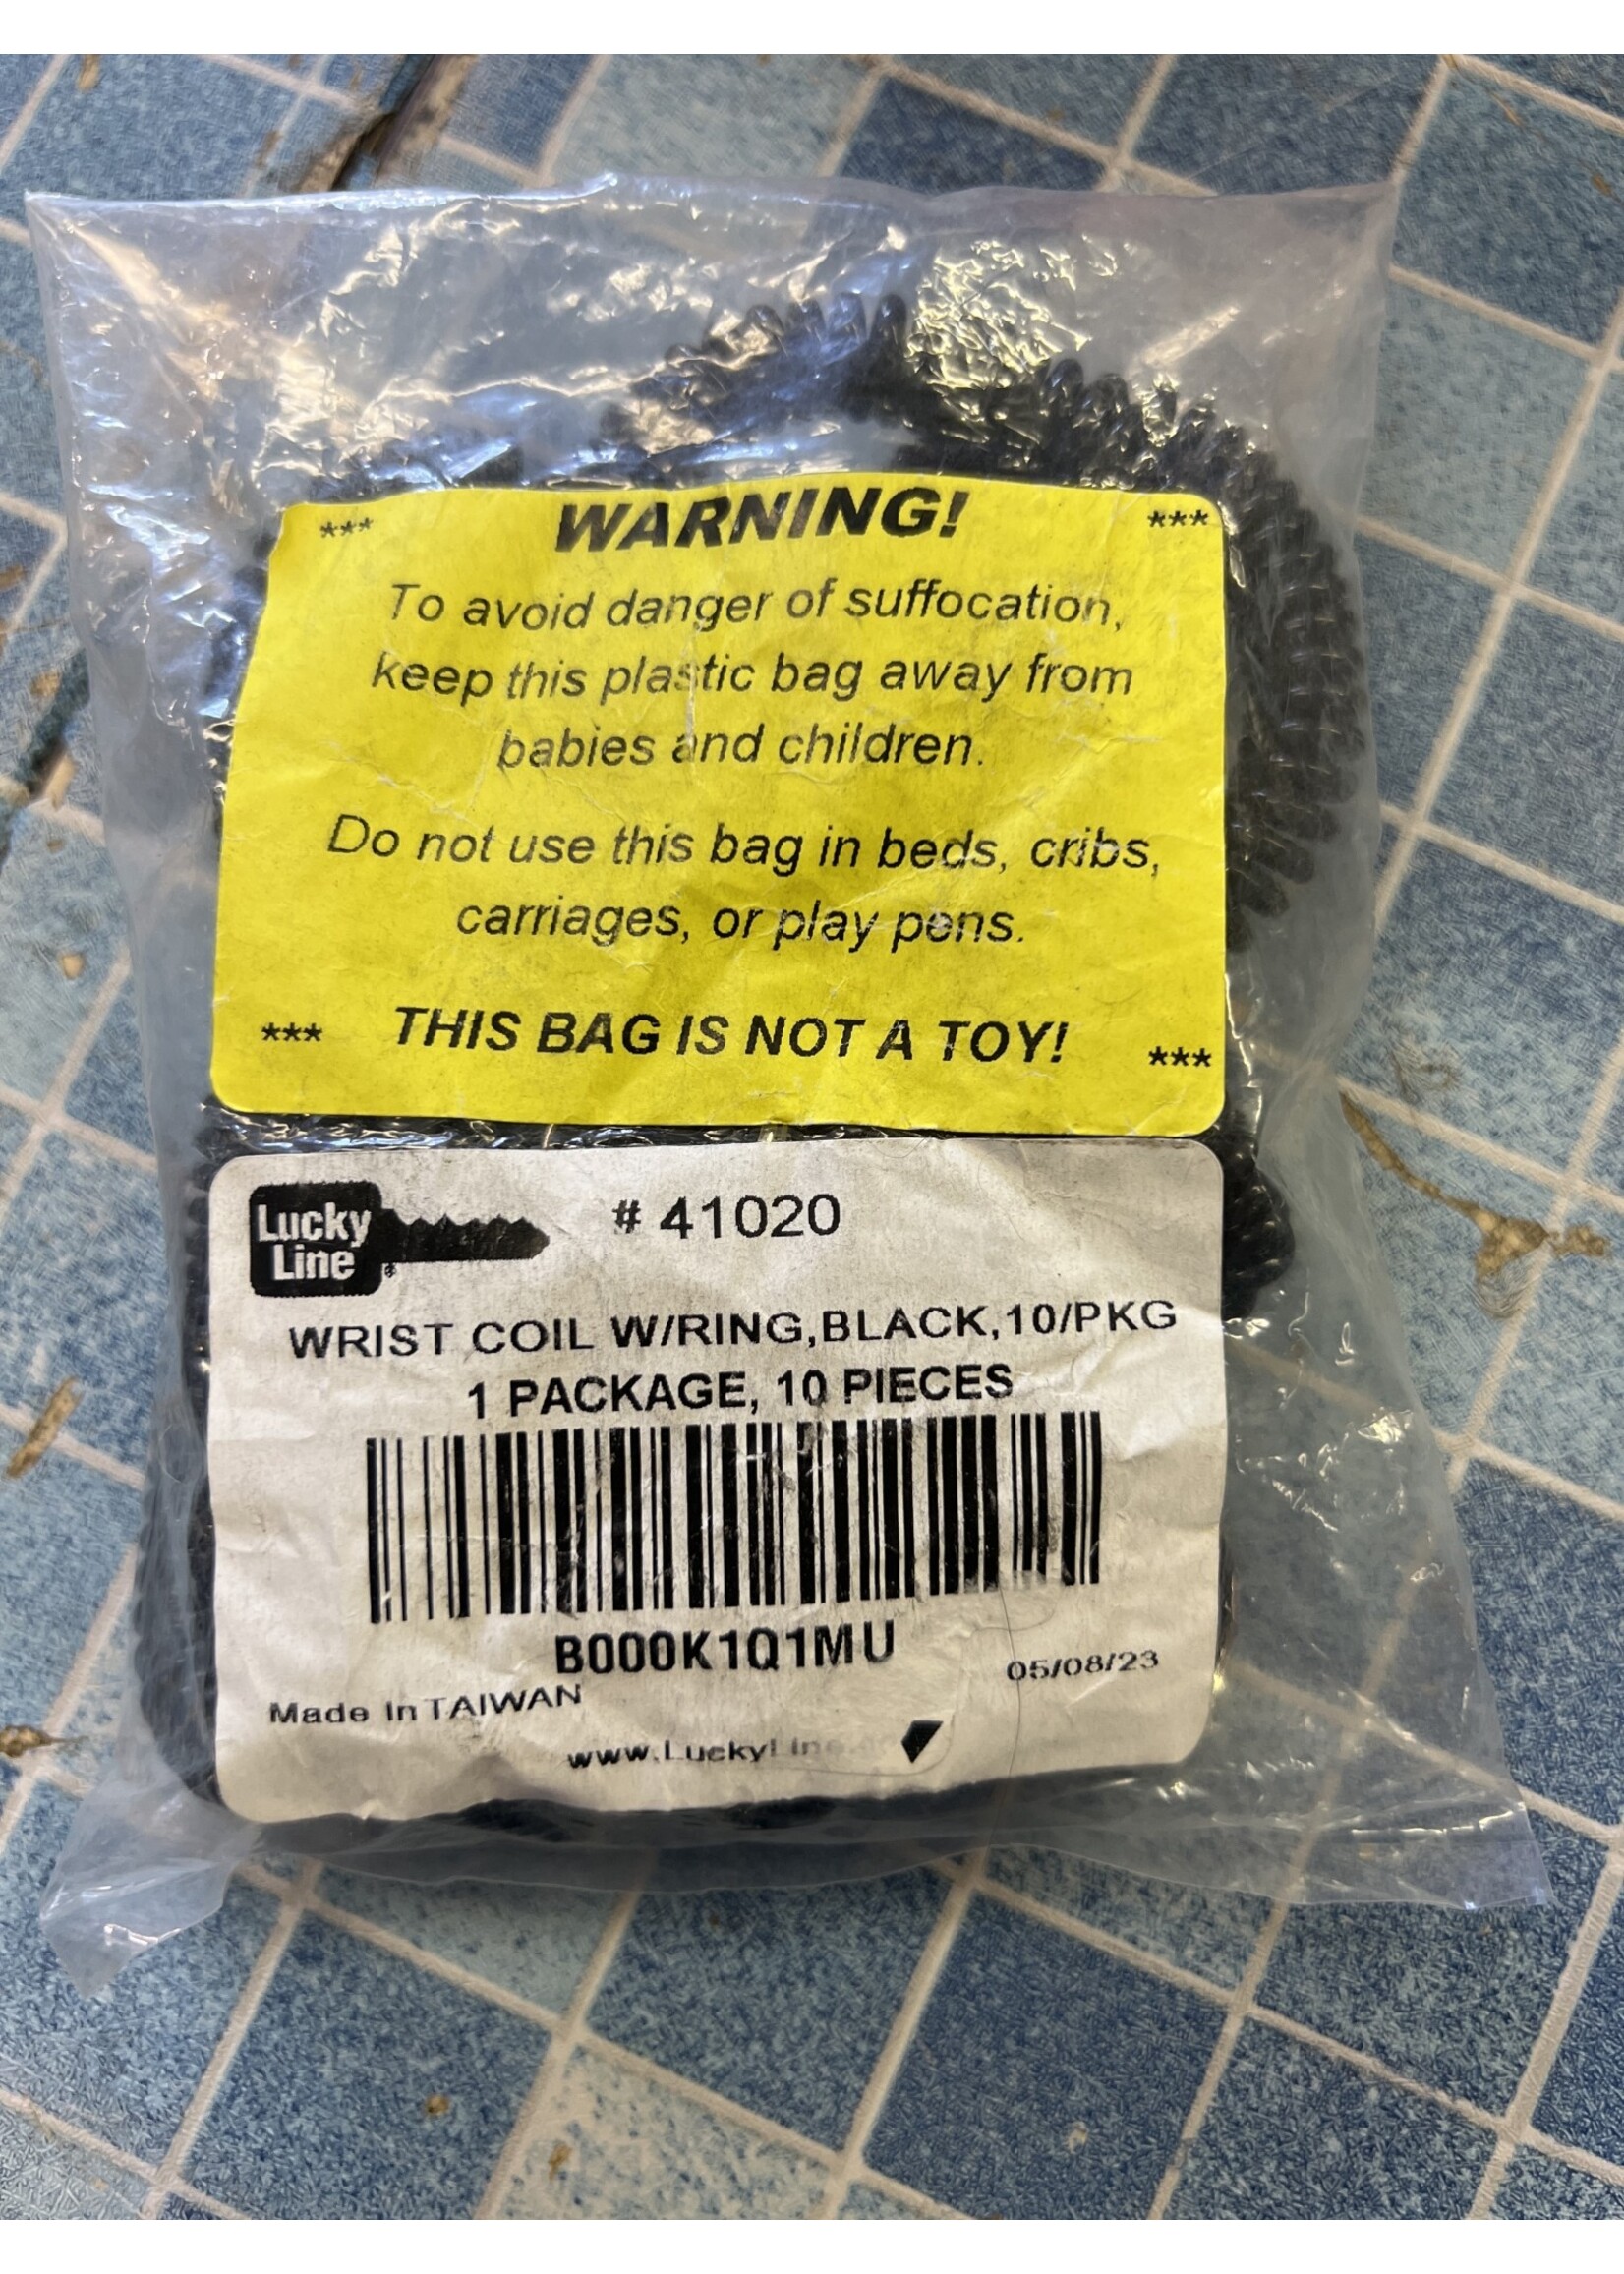 *** WARNING! ***
To avoid danger of suffocation,
keep this plastic bag away from
babies and children.
Do not use this bag in beds, cribs,
carriages, or play pens.
*** THIS BAG IS NOT A TOY! ***
Lucky
Line®
# 41020
WRIST COIL W/RING,BLACK,10/PKG
1 PACKAGE, 10 PIECES
B000K1Q1MU
05/08/23
Made In TAIWAN
www.LuckyLine.